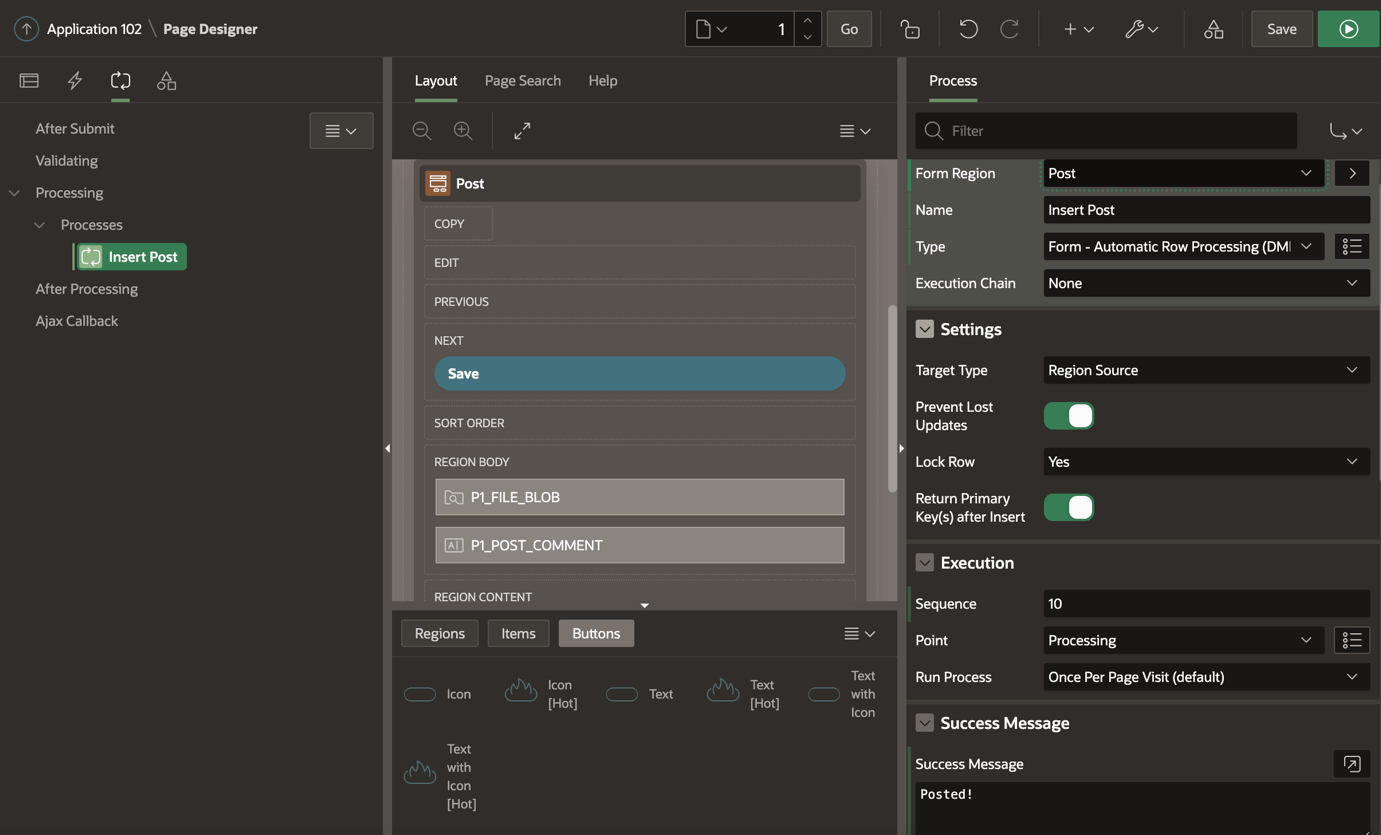 Application 102 \ Page Designer
1
Go
Save
After Submit
Validating
Processing
Processes
Insert Post
After Processing
Ajax Callback
Layout
Page Search
Help
Post
COPY
EDIT
PREVIOUS
NEXT
Save
SORT ORDER
REGION BODY
P1_FILE_BLOB
A
P1_POST_COMMENT
REGION CONTENT
Regions
Items
Buttons
Icon
Icon
[Hot]
Text
Text
[Hot]
Text
with
Icon
Text
with
Icon
[Hot]
Process
Filter
Form Region
Post
Name
Insert Post
Type
Form - Automatic Row Processing (DMI
Execution Chain
None
Settings
Target Type
Region Source
Prevent Lost
Updates
Lock Row
Yes
Return Primary
Key(s) after Insert
Execution
Sequence
10
Point
Processing
Run Process
Once Per Page Visit (default)
Success Message
Success Message
Posted!